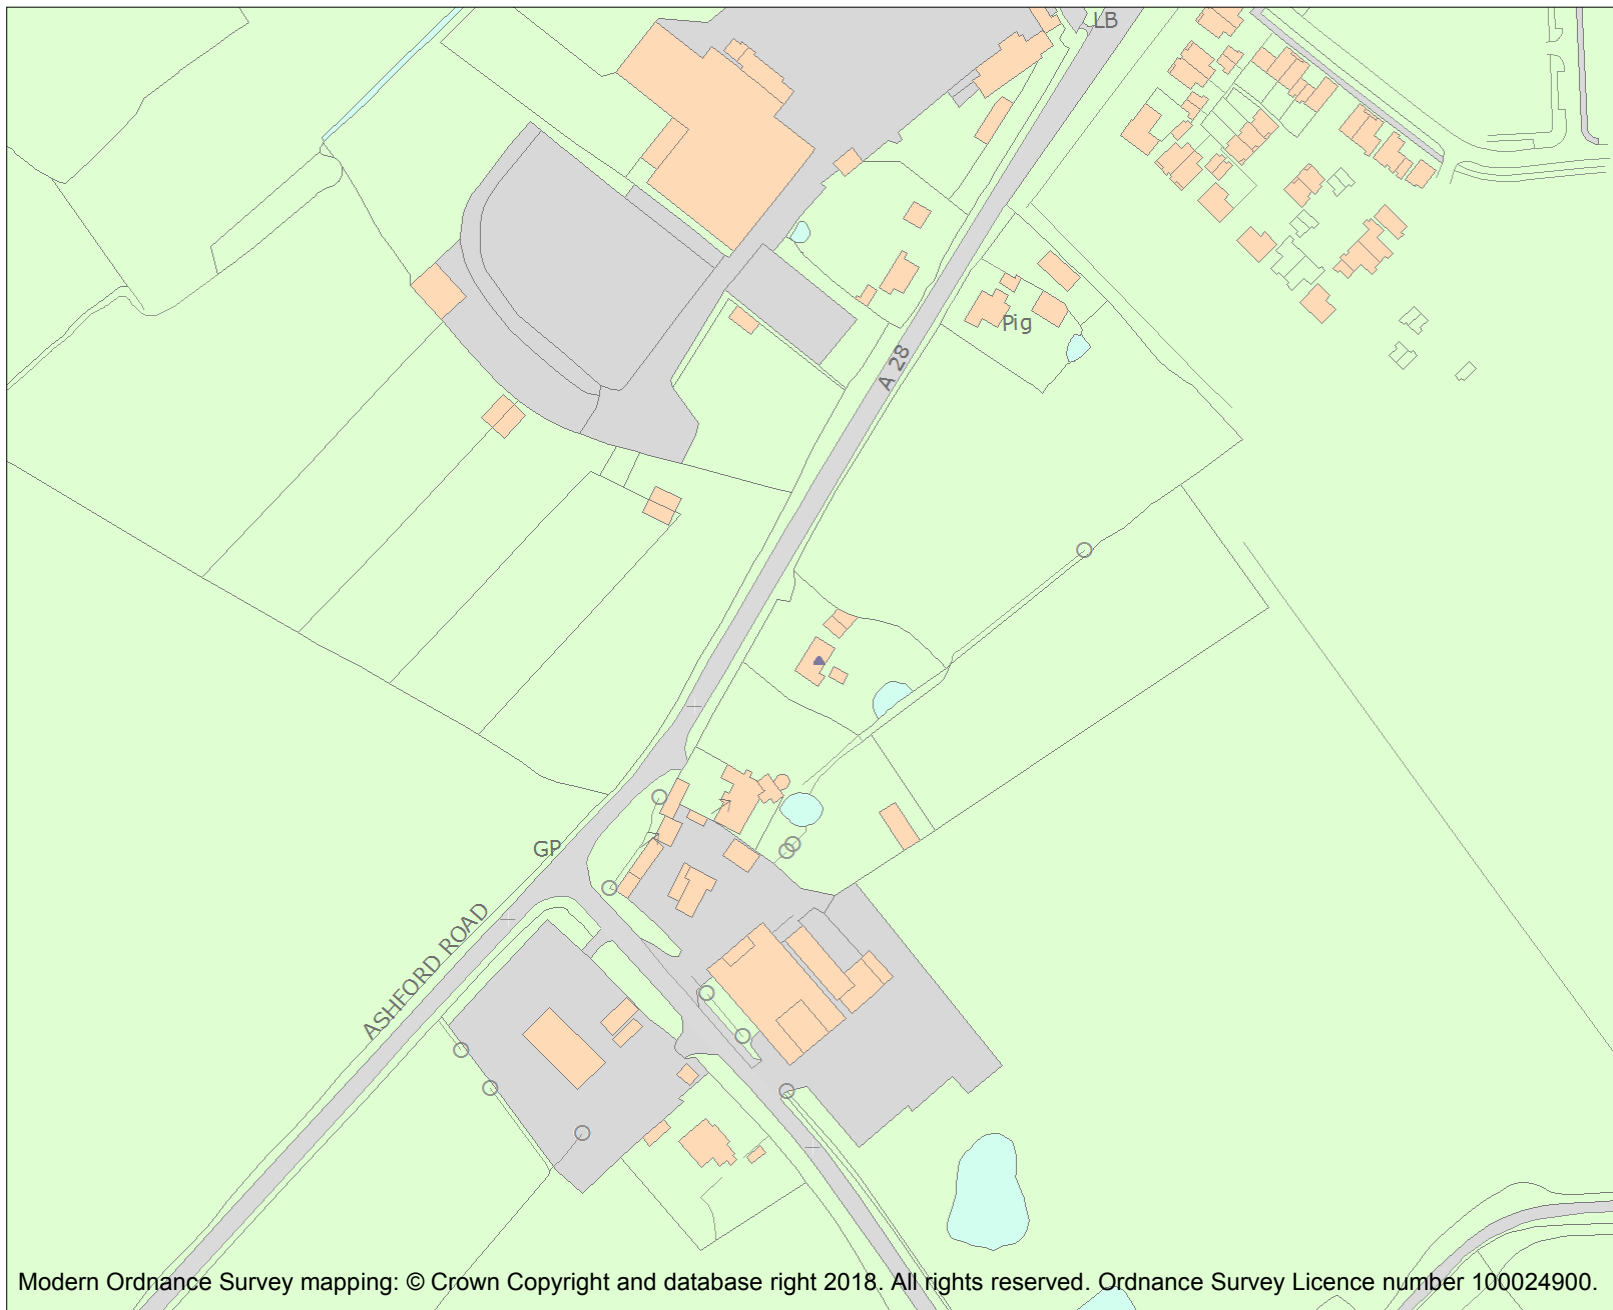 LB
Pig
A 28
GP
ASHFORD ROAD
Modern Ordnance Survey mapping: © Crown Copyright and database right 2018. All rights reserved. Ordnance Survey Licence number 100024900.